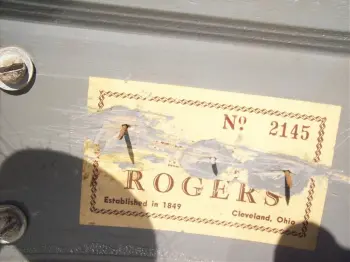 Nº 2145
ROGERS
Established in 1849
Cleveland, Ohio